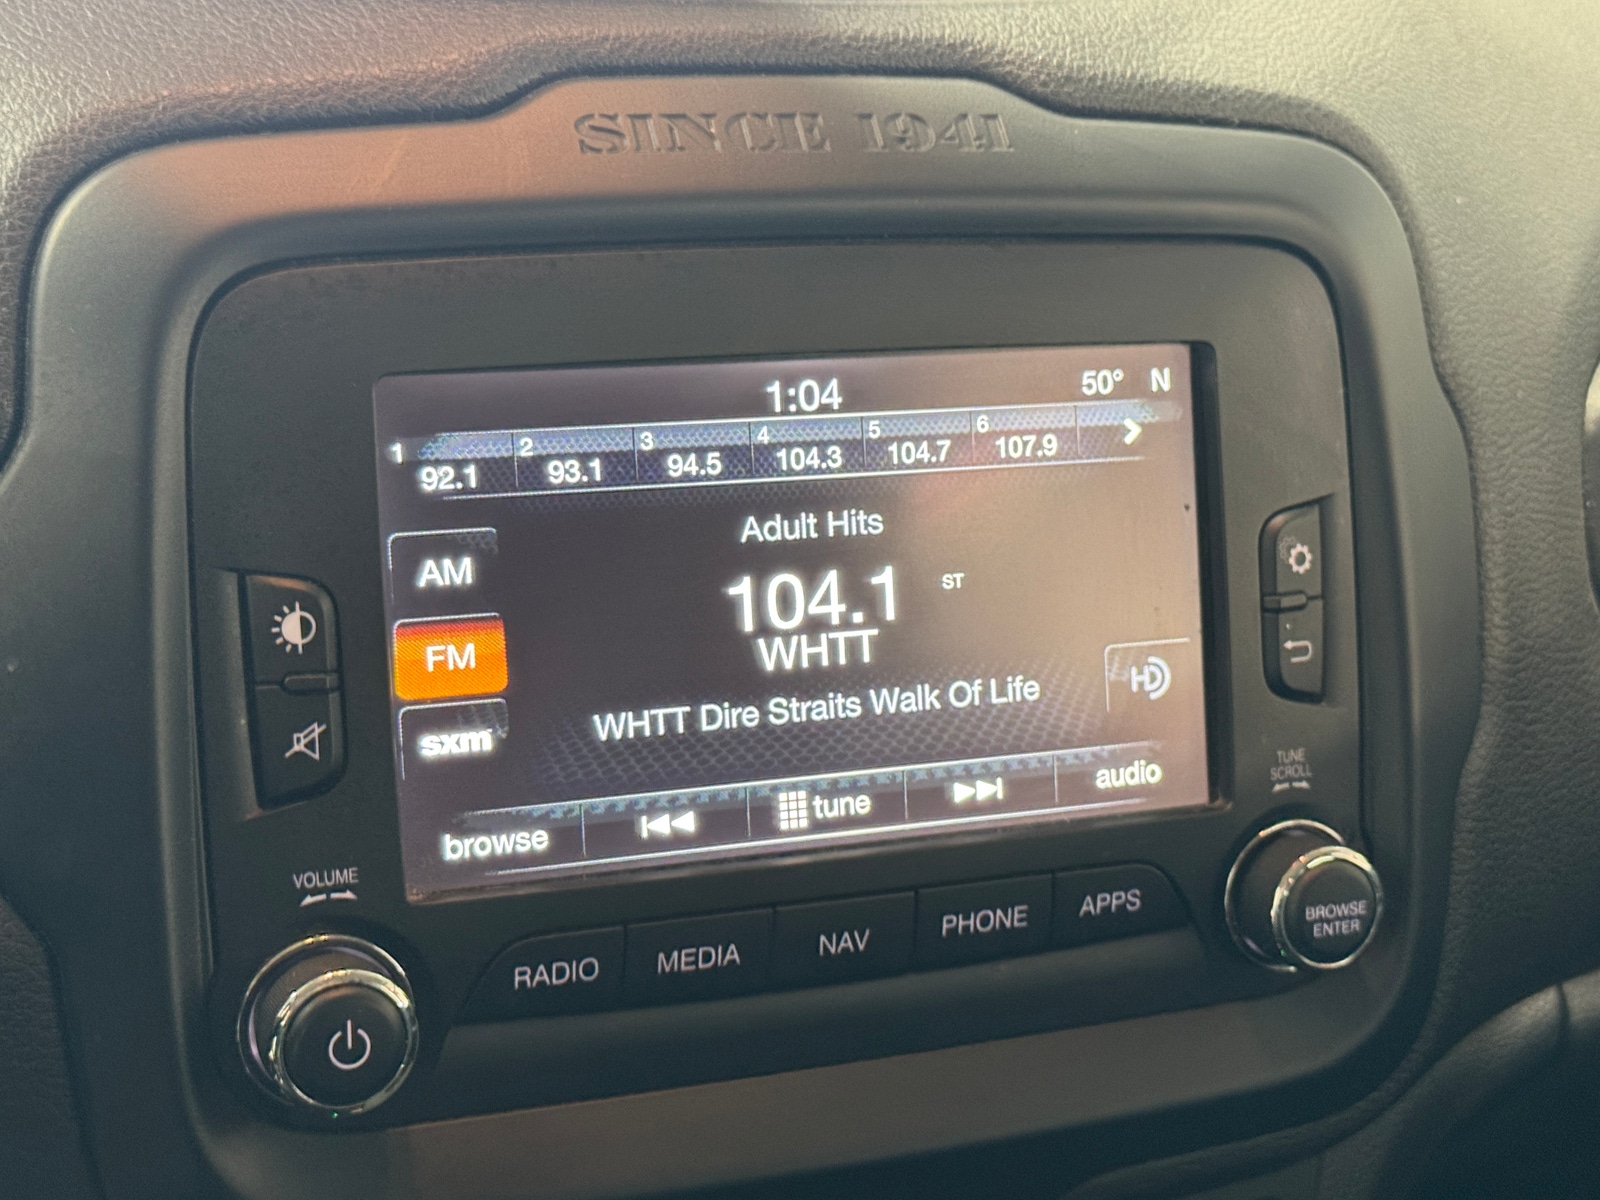 SINCE 1941
1:04 50° N
1 92.1 2 93.1 3 94.5 4 104.3 5 104.7 6 107.9
Adult Hits
AM
104.1 ST
FM
WHTT
HD
WHTT Dire Straits Walk Of Life
sxm
TUNE
SCROLL
browse tune audio
VOLUME
RADIO MEDIA NAV PHONE APPS
BROWSE
ENTER